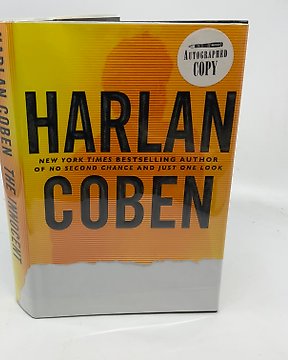 HARLAN COBEN THE INNOCENT
AUTOGRAPHED
COPY
HARLAN
NEW YORK TIMES BESTSELLING AUTHOR
OF NO SECOND CHANCE AND JUST ONE LOOK
COBEN